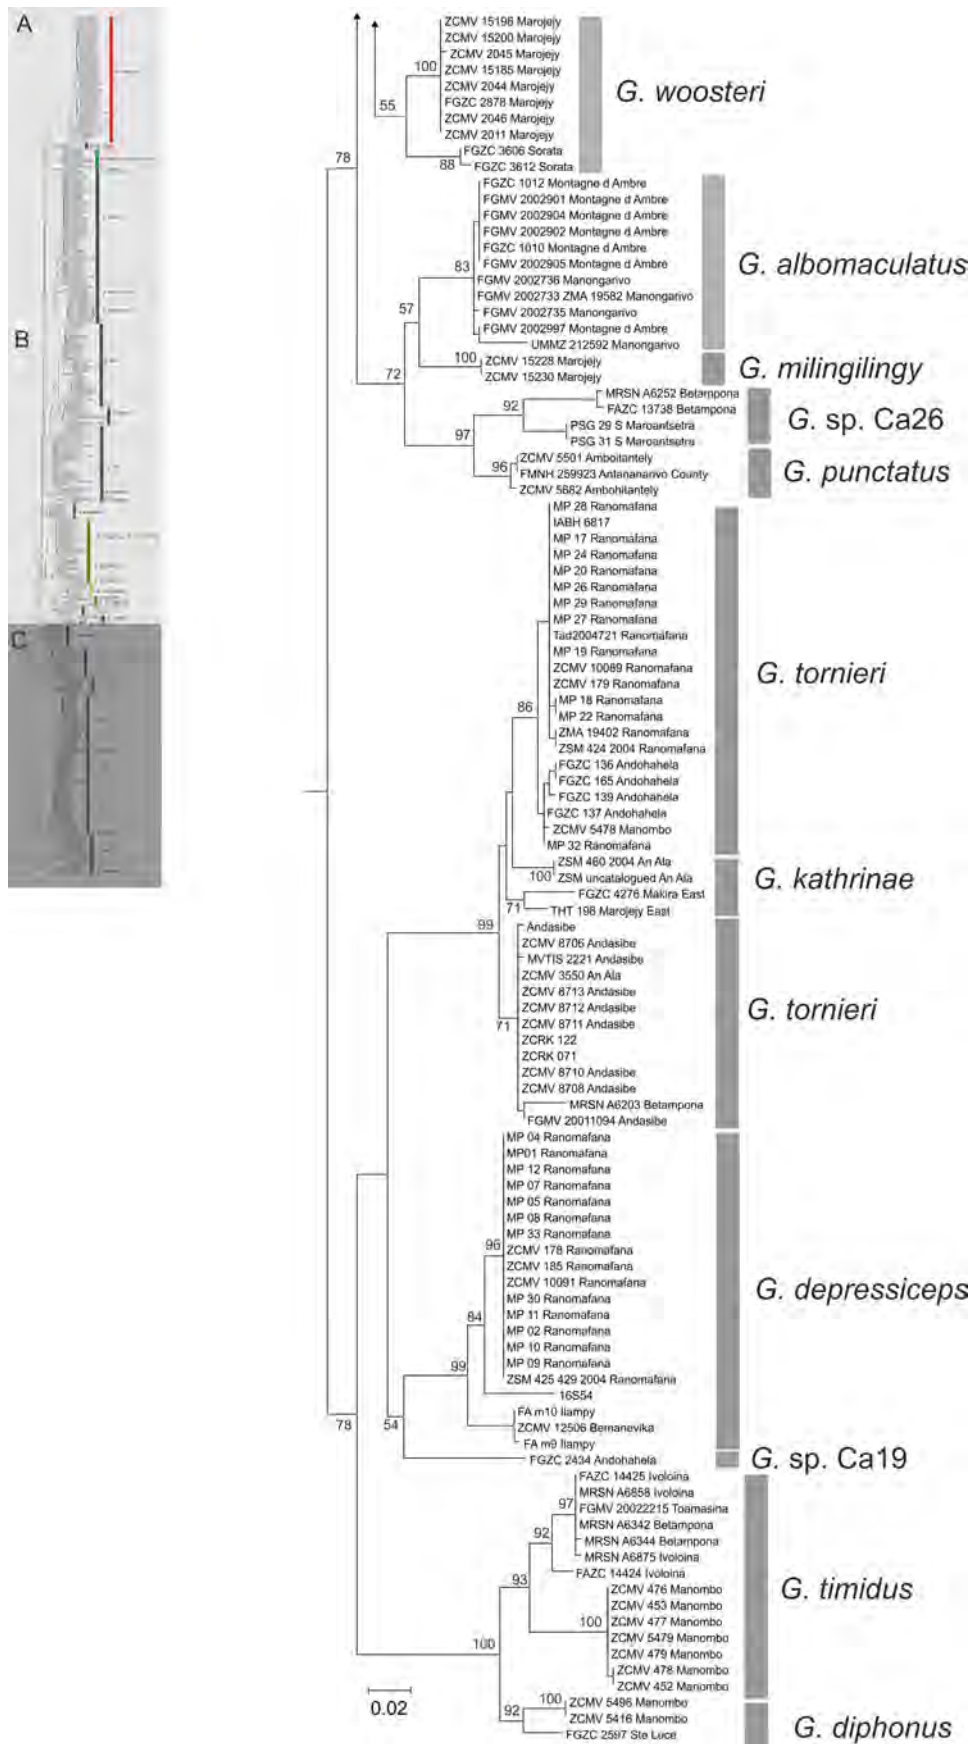 A
B
C
ZCMV 15196 Marojejy
ZCMV 15200 Marojejy
ZCMV 2045 Marojejy
ZCMV 15185 Marojejy
ZCMV 2044 Marojejy
FGZC 2878 Marojejy
ZCMV 2046 Marojejy
ZCMV 2011 Marojejy
FGZC 3606 Sorata
FGZC 3612 Sorata
100
55
88
78
G. woosteri
FGZC 1012 Montagne d Ambre
FGMV 2002901 Montagne d Ambre
FGMV 2002904 Montagne d Ambre
FGMV 2002902 Montagne d Ambre
FGZC 1010 Montagne d Ambre
FGMV 2002905 Montagne d Ambre
FGMV 2002736 Manongarivo
FGMV 2002733 ZMA 19582 Manongarivo
FGMV 2002735 Manongarivo
FGMV 2002997 Montagne d Ambre
UMMZ 212592 Manongarivo
83
57
G. albomaculatus
ZCMV 15228 Marojejy
ZCMV 15230 Marojejy
100
72
G. milingilingy
MRSN A6252 Betampona
FAZC 13738 Betampona
PSG 29 S Maroantsetra
PSG 31 S Maroantsetra
92
97
G. sp. Ca26
ZCMV 5501 Amboitantely
FMNH 259923 Antananarivo County
ZCMV 5682 Ambohitantely
96
G. punctatus
MP 28 Ranomafana
IABH 6817
MP 17 Ranomafana
MP 24 Ranomafana
MP 20 Ranomafana
MP 26 Ranomafana
MP 29 Ranomafana
MP 27 Ranomafana
Tad2004721 Ranomafana
MP 19 Ranomafana
ZCMV 10089 Ranomafana
ZCMV 179 Ranomafana
MP 18 Ranomafana
MP 22 Ranomafana
ZMA 19402 Ranomafana
ZSM 424 2004 Ranomafana
FGZC 136 Andohahela
FGZC 165 Andohahela
FGZC 139 Andohahela
FGZC 137 Andohahela
ZCMV 5478 Manombo
MP 32 Ranomafana
86
G. tornieri
ZSM 460 2004 An Ala
ZSM uncatalogued An Ala
FGZC 4276 Makira East
THT 198 Marojejy East
100
71
99
G. kathrinae
Andasibe
ZCMV 8706 Andasibe
MVTIS 2221 Andasibe
ZCMV 3550 An Ala
ZCMV 8713 Andasibe
ZCMV 8712 Andasibe
ZCMV 8711 Andasibe
ZCRK 122
ZCRK 071
ZCMV 8710 Andasibe
ZCMV 8708 Andasibe
MRSN A6203 Betampona
FGMV 20011094 Andasibe
71
G. tornieri
MP 04 Ranomafana
MP01 Ranomafana
MP 12 Ranomafana
MP 07 Ranomafana
MP 05 Ranomafana
MP 08 Ranomafana
MP 33 Ranomafana
ZCMV 178 Ranomafana
ZCMV 185 Ranomafana
ZCMV 10091 Ranomafana
MP 30 Ranomafana
MP 11 Ranomafana
MP 02 Ranomafana
MP 10 Ranomafana
MP 09 Ranomafana
ZSM 425 429 2004 Ranomafana
16S54
FA m10 Ilampy
ZCMV 12506 Bemanevika
FA m9 Ilampy
96
84
99
G. depressiceps
FGZC 2434 Andohahela
78
54
G. sp. Ca19
FAZC 14425 Ivoloina
MRSN A6858 Ivoloina
FGMV 20022215 Toamasina
MRSN A6342 Betampona
MRSN A6344 Betampona
MRSN A6875 Ivoloina
FAZC 14424 Ivoloina
ZCMV 476 Manombo
ZCMV 453 Manombo
ZCMV 477 Manombo
ZCMV 5479 Manombo
ZCMV 479 Manombo
ZCMV 478 Manombo
ZCMV 452 Manombo
97
92
93
100
100
G. timidus
0.02
ZCMV 5496 Manombo
ZCMV 5416 Manombo
FGZC 2597 Ste Luce
100
92
G. diphonus